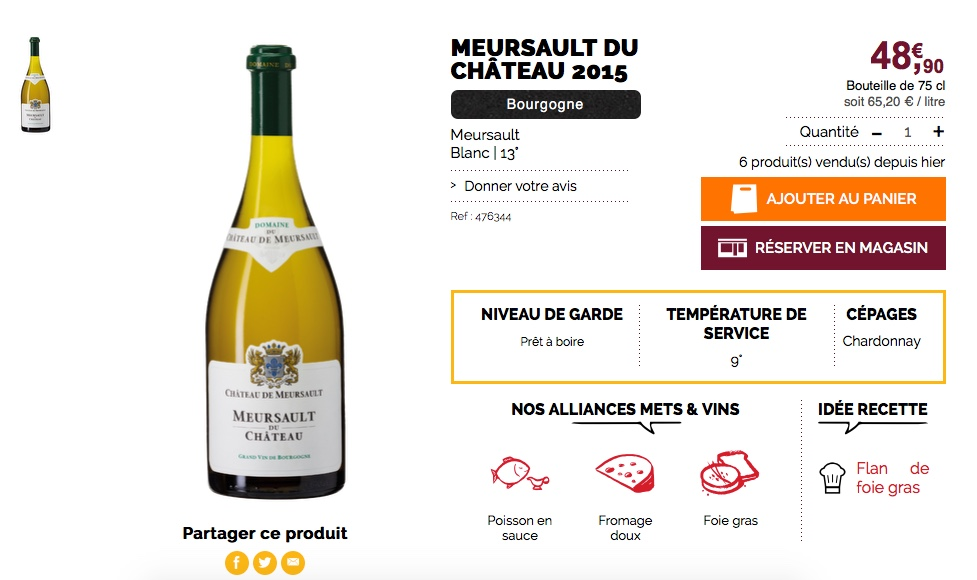 MEURSAULT DU
CHÂTEAU 2015
Bourgogne
Meursault
Blanc | 13°
> Donner votre avis
Ref : 476344
48€,90
Bouteille de 75 cl
soit 65,20 € / litre
Quantité – 1 +
6 produit(s) vendu(s) depuis hier
AJOUTER AU PANIER
RÉSERVER EN MAGASIN
DOMAINE
DU
CHÂTEAU DE MEURSAULT
CHÂTEAU DE MEURSAULT
MEURSAULT
DU
CHÂTEAU
GRAND VIN DE BOURGOGNE
Partager ce produit
NIVEAU DE GARDE
Prêt à boire
TEMPÉRATURE DE
SERVICE
9°
CÉPAGES
Chardonnay
NOS ALLIANCES METS & VINS
Poisson en
sauce
Fromage
doux
Foie gras
IDÉE RECETTE
Flan de
foie gras